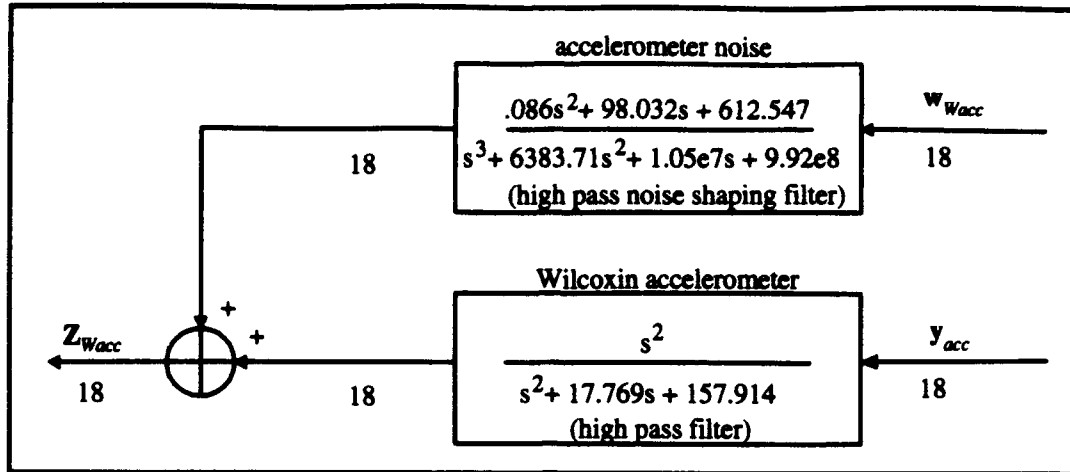 accelerometer noise
.086s²+ 98.032s + 612.547
s³+ 6383.71s²+ 1.05e7s + 9.92e8
(high pass noise shaping filter)
w_Wacc
18
18
Wilcoxin accelerometer
s²
s²+ 17.769s + 157.914
(high pass filter)
+
+
Z_Wacc
18
18
y_acc
18